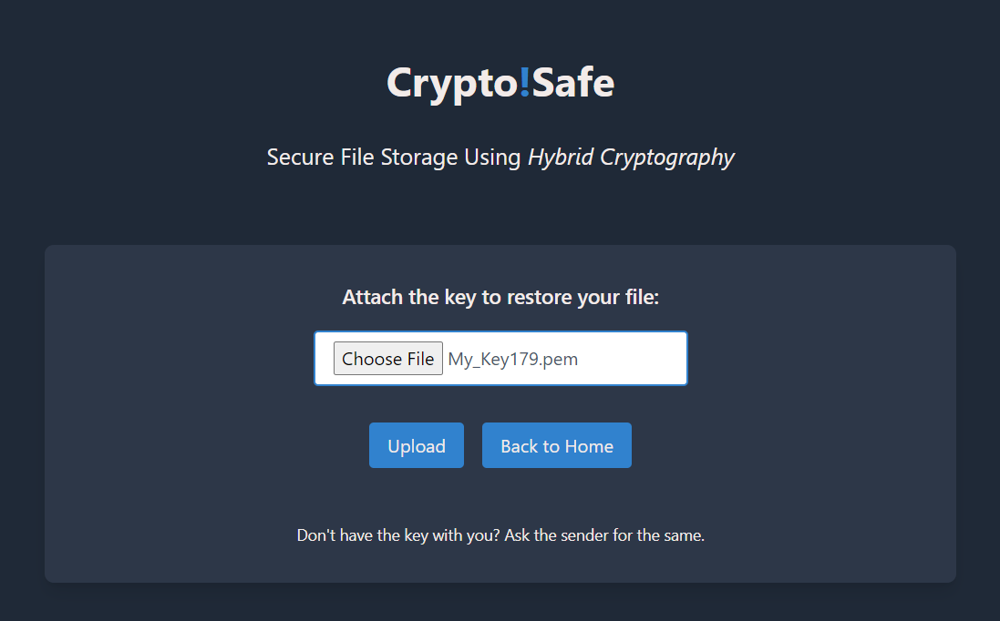 Crypto!Safe
Secure File Storage Using Hybrid Cryptography
Attach the key to restore your file:
Choose File My_Key179.pem
Upload Back to Home
Don't have the key with you? Ask the sender for the same.